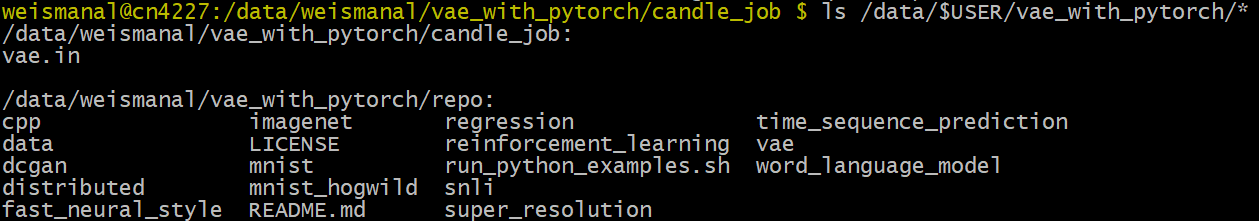 weismanal@cn4227:/data/weismanal/vae_with_pytorch/candle_job $ ls /data/$USER/vae_with_pytorch/*
/data/weismanal/vae_with_pytorch/candle_job:
vae.in

/data/weismanal/vae_with_pytorch/repo:
cpp                imagenet       regression              time_sequence_prediction
data               LICENSE        reinforcement_learning  vae
dcgan              mnist          run_python_examples.sh  word_language_model
distributed        mnist_hogwild  snli
fast_neural_style  README.md      super_resolution